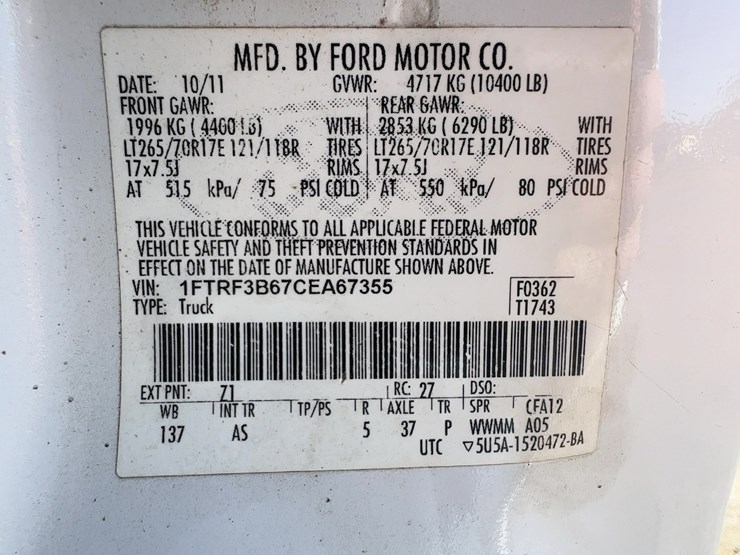 MFD. BY FORD MOTOR CO.
DATE: 10/11 GVWR: 4717 KG (10400 LB)
FRONT GAWR: REAR GAWR:
1996 KG ( 4400 LB) WITH 2853 KG ( 6290 LB) WITH
LT265/70R17E 121/118R TIRES LT265/70R17E 121/118R TIRES
17x7.5J RIMS 17x7.5J RIMS
AT 515 kPa/ 75 PSI COLD AT 550 kPa/ 80 PSI COLD
THIS VEHICLE CONFORMS TO ALL APPLICABLE FEDERAL MOTOR
VEHICLE SAFETY AND THEFT PREVENTION STANDARDS IN
EFFECT ON THE DATE OF MANUFACTURE SHOWN ABOVE.
VIN: 1FTRF3B67CEA67355 F0362
TYPE: Truck T1743
EXT PNT: Z1 RC: 27 DSO:
WB INT TR TP/PS R AXLE TR SPR CFA12
137 AS 5 37 P WWMM A05
UTC ▽5U5A-1520472-BA